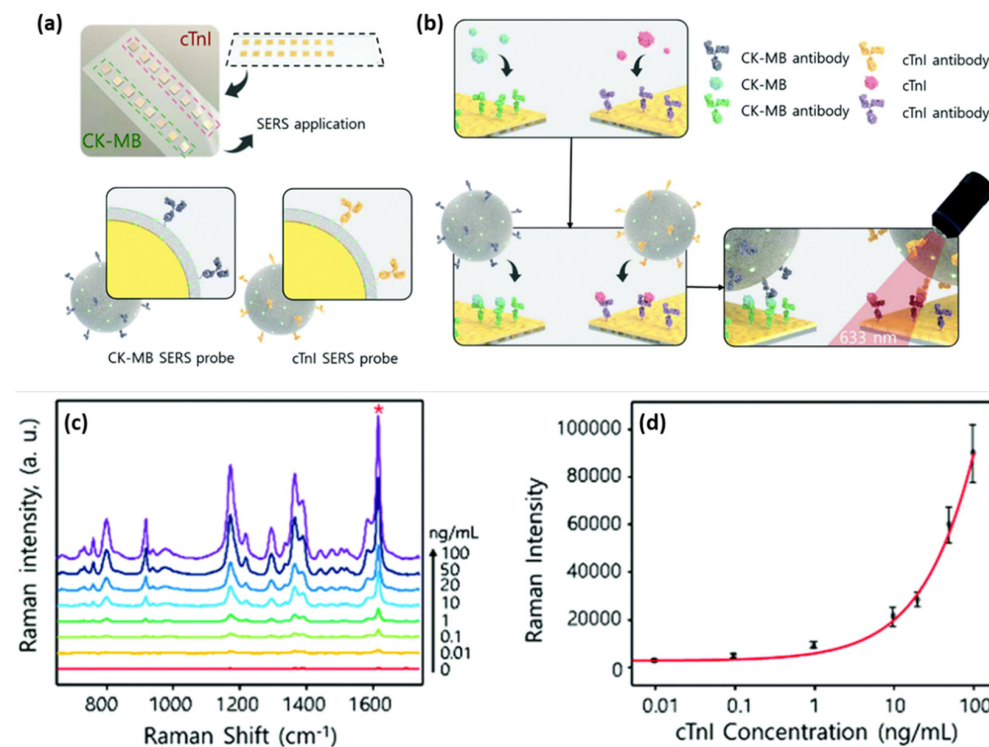 (a)
cTnI
CK-MB
SERS application
CK-MB SERS probe
cTnI SERS probe
(b)
CK-MB antibody
cTnI antibody
CK-MB
cTnI
CK-MB antibody
cTnI antibody
633 nm
(c)
*
Raman intensity, (a. u.)
ng/mL
100
50
20
10
1
0.1
0.01
0
800
1000
1200
1400
1600
Raman Shift (cm⁻¹)
(d)
Raman Intensity
100000
80000
60000
40000
20000
0
0.01
0.1
1
10
100
cTnI Concentration (ng/mL)